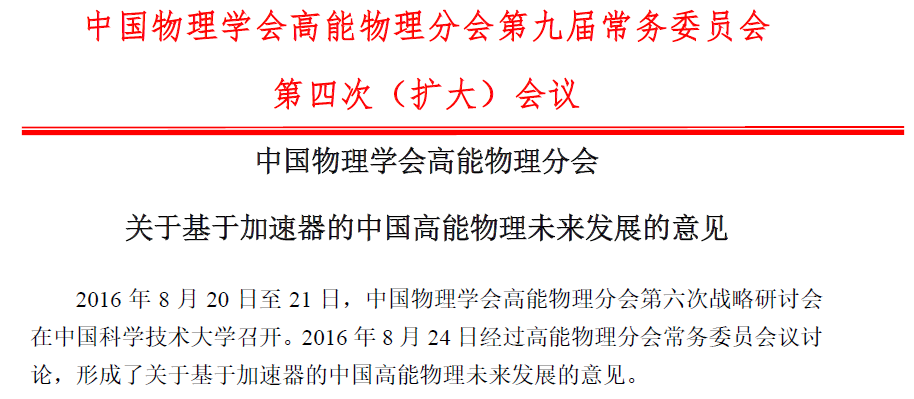 中国物理学会高能物理分会第九届常务委员会
第四次（扩大）会议
中国物理学会高能物理分会
关于基于加速器的中国高能物理未来发展的意见
2016 年 8 月 20 日至 21 日，中国物理学会高能物理分会第六次战略研讨会
在中国科学技术大学召开。2016 年 8 月 24 日经过高能物理分会常务委员会议讨
论，形成了关于基于加速器的中国高能物理未来发展的意见。